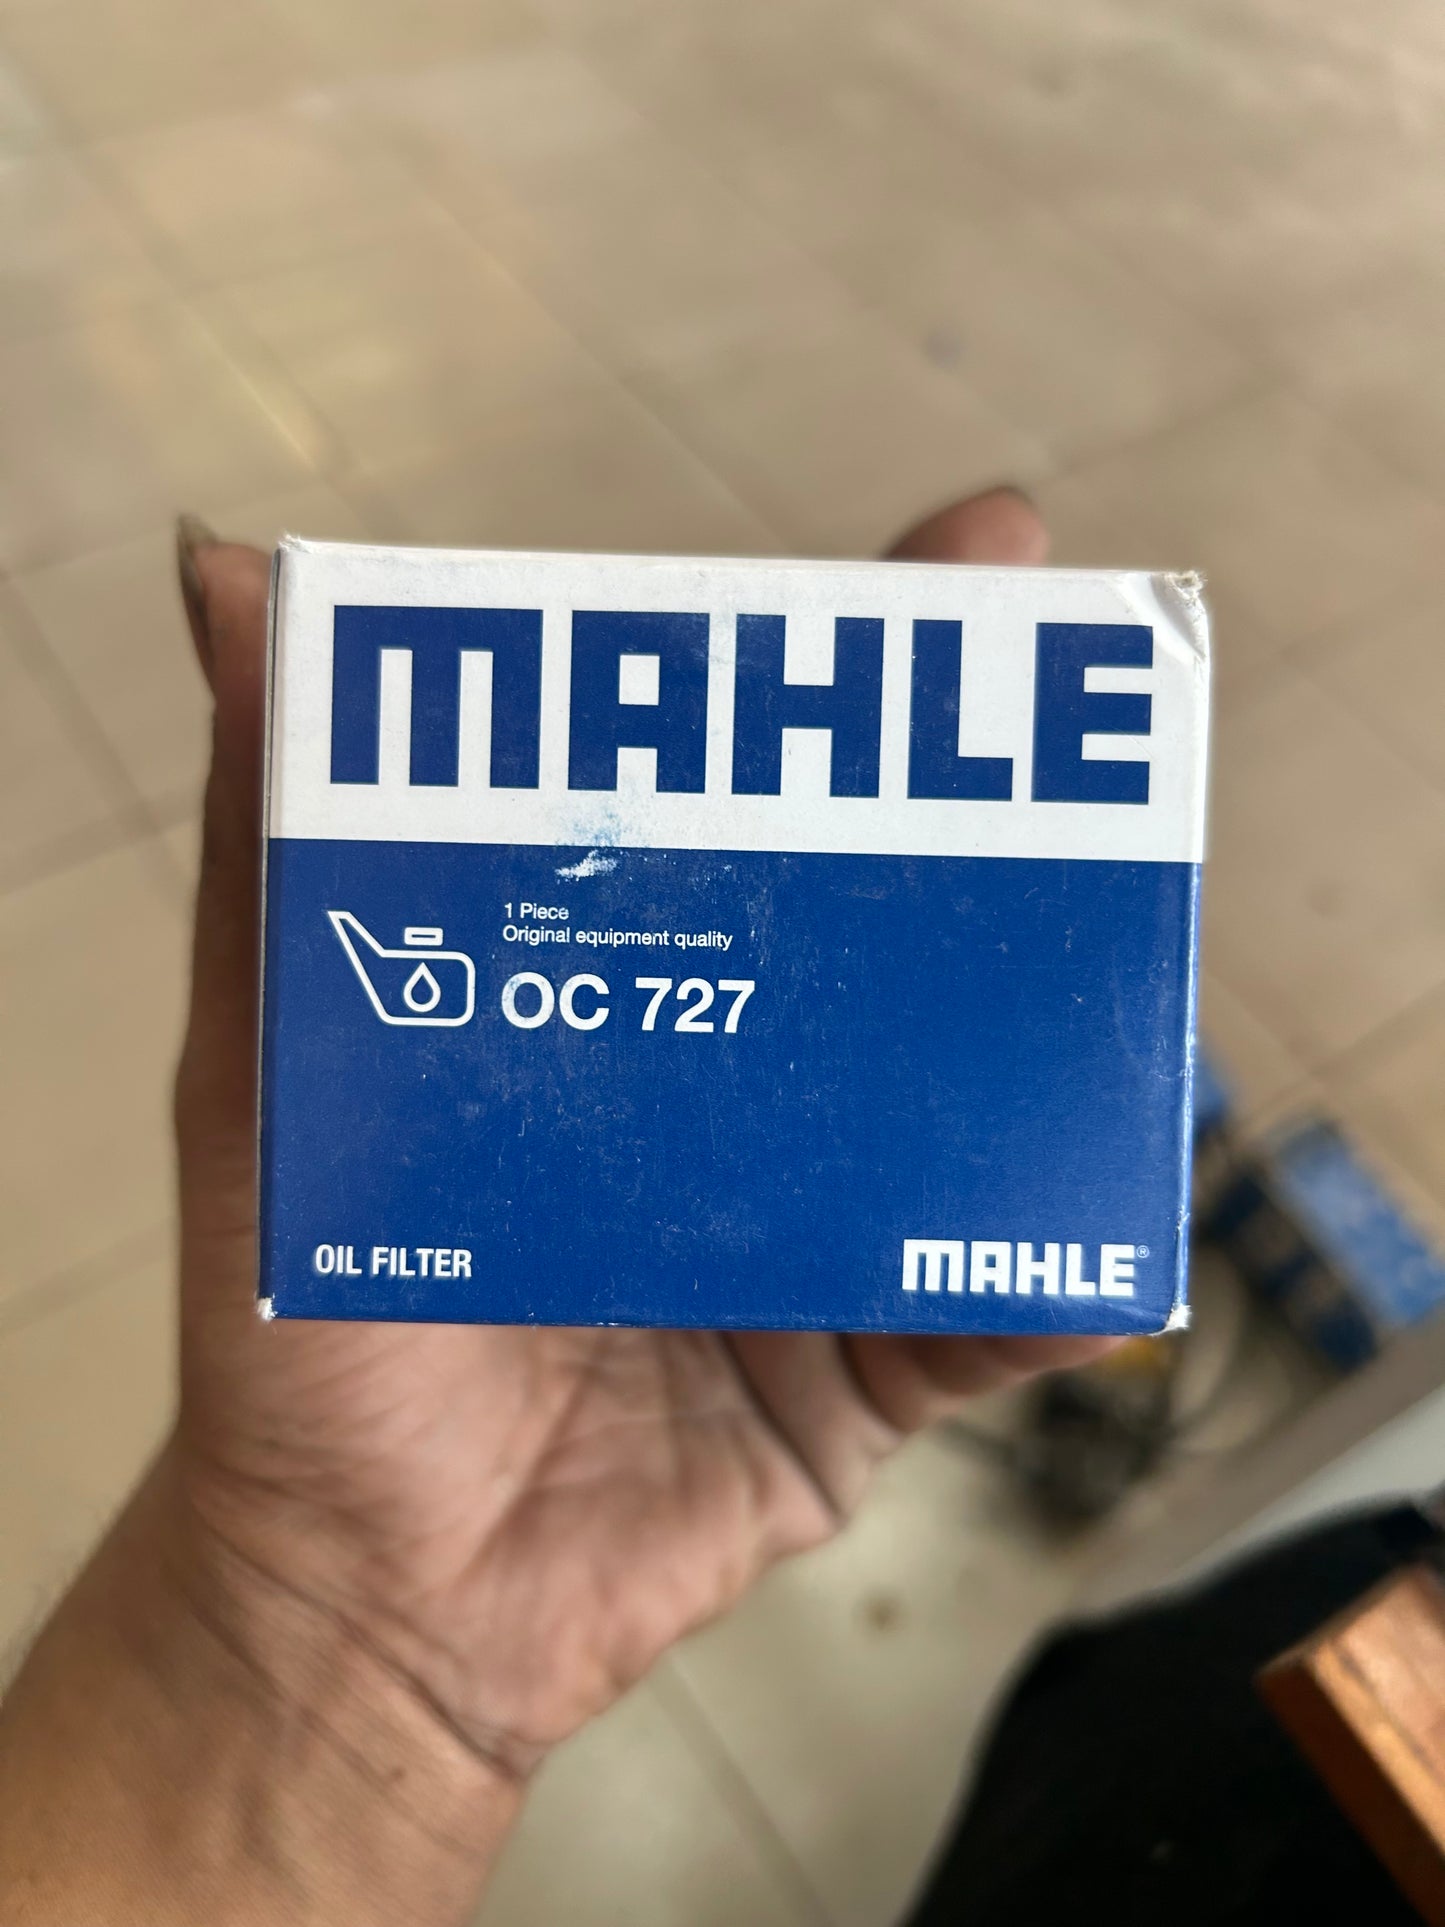 MAHLE
1 Piece
Original equipment quality
OC 727
OIL FILTER
MAHLE®